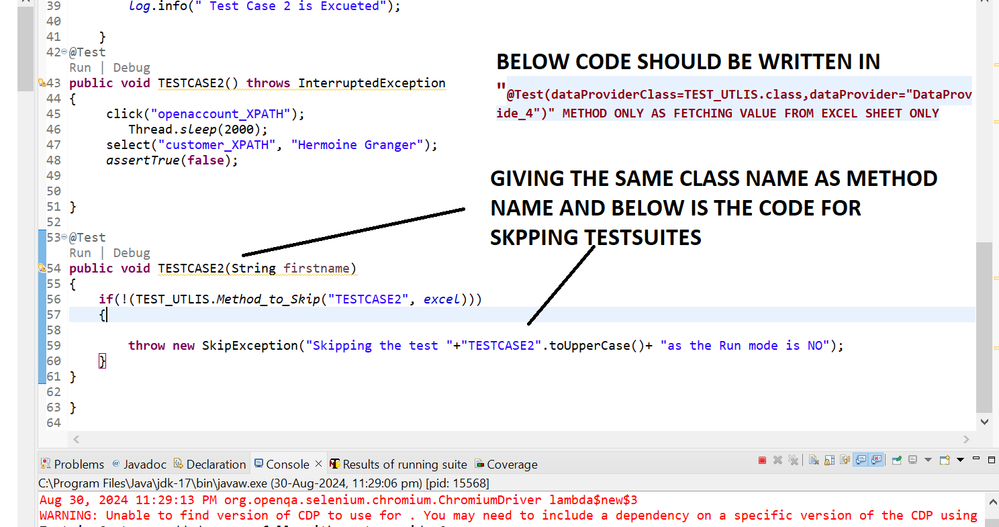 39 log.info(" Test Case 2 is Excueted");
40
41 }
42 @Test
Run | Debug
43 public void TESTCASE2() throws InterruptedException
44 {
45 click("openaccount_XPATH");
46 Thread.sleep(2000);
47 select("customer_XPATH", "Hermoine Granger");
48 assertTrue(false);
49
50
51 }
52
53 @Test
Run | Debug
54 public void TESTCASE2(String firstname)
55 {
56 if(!(TEST_UTLIS.Method_to_Skip("TESTCASE2", excel)))
57 {
58
59 throw new SkipException("Skipping the test "+"TESTCASE2".toUpperCase()+ "as the Run mode is NO");
60 }
61 }
62
63 }
64
BELOW CODE SHOULD BE WRITTEN IN
"@Test(dataProviderClass=TEST_UTLIS.class,dataProvider="DataProv
ide_4")" METHOD ONLY AS FETCHING VALUE FROM EXCEL SHEET ONLY
GIVING THE SAME CLASS NAME AS METHOD
NAME AND BELOW IS THE CODE FOR
SKPPING TESTSUITES
Problems @ Javadoc Declaration Console Results of running suite Coverage
C:\Program Files\Java\jdk-17\bin\javaw.exe (30-Aug-2024, 11:29:06 pm) [pid: 15568]
Aug 30, 2024 11:29:13 PM org.openqa.selenium.chromium.ChromiumDriver lambda$new$3
WARNING: Unable to find version of CDP to use for . You may need to include a dependency on a specific version of the CDP using